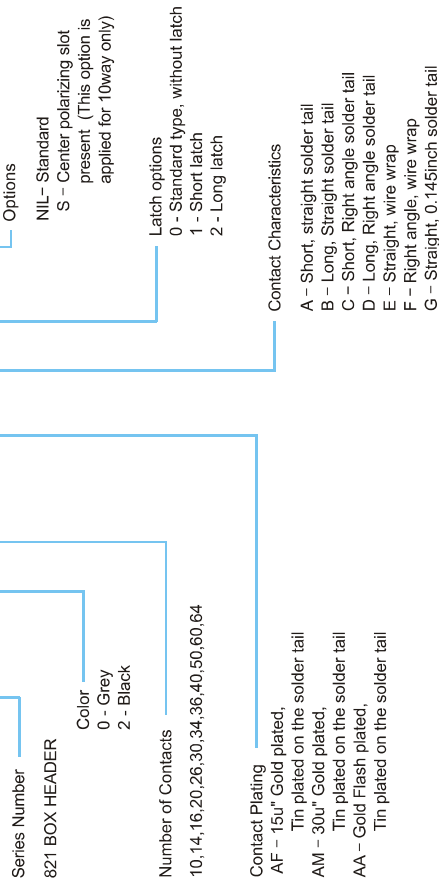 Series Number
821 BOX HEADER
Color
0 - Grey
2 - Black
Number of Contacts
10,14,16,20,26,30,34,36,40,50,60,64
Contact Plating
AF – 15u" Gold plated,
Tin plated on the solder tail
AM – 30u" Gold plated,
Tin plated on the solder tail
AA – Gold Flash plated,
Tin plated on the solder tail
Options
NIL– Standard
S – Center polarizing slot
present (This option is
applied for 10way only)
Latch options
0 - Standard type, without latch
1 - Short latch
2 - Long latch
Contact Characteristics
A – Short, straight solder tail
B – Long, Straight solder tail
C – Short, Right angle solder tail
D – Long, Right angle solder tail
E – Straight, wire wrap
F – Right angle, wire wrap
G – Straight, 0.145inch solder tail